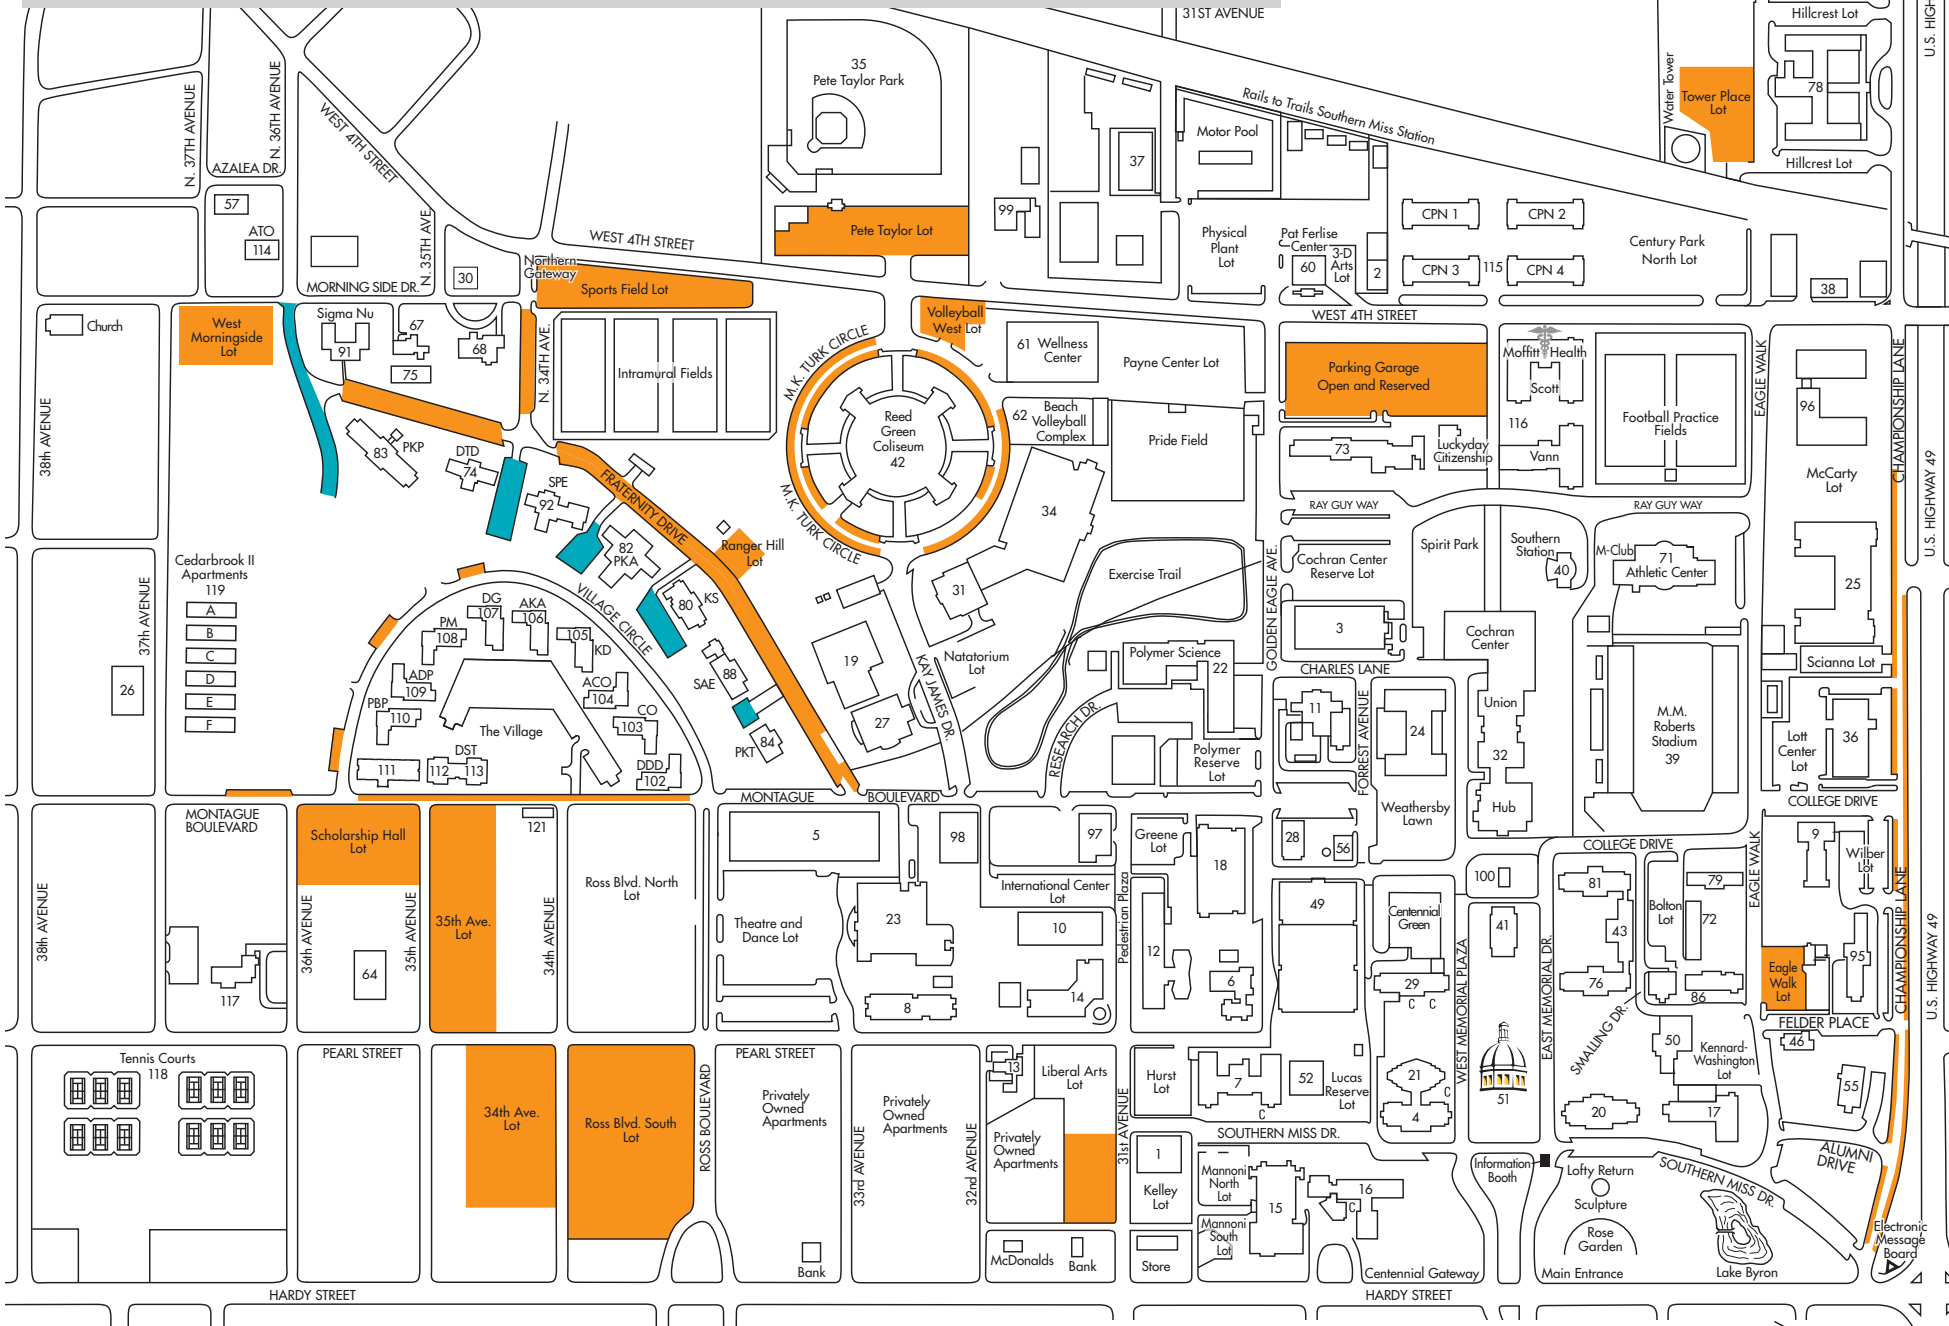 31ST AVENUE
Hillcrest Lot
U.S. HIGH
35
Pete Taylor Park
N. 37TH AVENUE
N. 36TH AVENUE
WEST 4TH STREET
AZALEA DR.
Water Tower
Tower Place
Lot
78
Hillcrest Lot
Rails to Trails Southern Miss Station
Motor Pool
37
57
ATO
114
N. 35TH AVE
99
CPN 1
CPN 2
CPN 3
115
CPN 4
Century Park
North Lot
Physical
Plant
Lot
Pat Ferlise
Center
60
3-D
Arts
Lot
2
38
Pete Taylor Lot
WEST 4TH STREET
Northern
Gateway
30
MORNING SIDE DR.
Sports Field Lot
Volleyball
West Lot
WEST 4TH STREET
Church
West
Morningside
Lot
Sigma Nu
91
67
68
75
N. 34TH AVE.
Intramural Fields
M.K. TURK CIRCLE
Reed
Green
Coliseum
42
M.K. TURK CIRCLE
61 Wellness
Center
Payne Center Lot
62
Beach
Volleyball
Complex
Pride Field
Parking Garage
Open and Reserved
Moffitt Health
Scott
116
Vann
Luckyday
Citizenship
73
Football Practice
Fields
EAGLE WALK
96
McCarty
Lot
CHAMPIONSHIP LANE
U.S. HIGHWAY 49
38th AVENUE
83
PKP
DTD
74
SPE
92
FRATERNITY DRIVE
82
PKA
Ranger Hill
Lot
80
KS
88
SAE
84
PKT
34
31
RAY GUY WAY
RAY GUY WAY
Exercise Trail
GOLDEN EAGLE AVE.
Cochran Center
Reserve Lot
Spirit Park
Southern
Station
40
M-Club
71
Athletic Center
25
Cedarbrook II
Apartments
119
A
B
C
D
E
F
37th AVENUE
26
VILLAGE CIRCLE
DG
107
AKA
106
PM
108
105
KD
ADP
109
ACO
104
PBP
110
CO
103
The Village
DST
111
112
113
DDD
102
19
27
KAY JAMES DR.
Natatorium
Lot
RESEARCH DR.
Polymer Science
22
Polymer
Reserve
Lot
3
CHARLES LANE
11
FORREST AVENUE
24
Weathersby
Lawn
Cochran
Center
Union
32
Hub
M.M.
Roberts
Stadium
39
Scianna Lot
Lott
Center
Lot
36
COLLEGE DRIVE
MONTAGUE
BOULEVARD
MONTAGUE
BOULEVARD
Scholarship Hall
Lot
35th Ave.
Lot
121
Ross Blvd. North
Lot
5
98
97
Greene
Lot
18
28
56
COLLEGE DRIVE
9
Wilber
Lot
38th AVENUE
36th AVENUE
35th AVENUE
34th AVENUE
64
117
Theatre and
Dance Lot
23
8
International Center
Lot
10
14
Pedestrian Plaza
12
6
49
Centennial
Green
29
C C
100
41
WEST MEMORIAL PLAZA
EAST MEMORIAL DR.
81
43
76
Bolton
Lot
79
72
86
SMALLING DR.
EAGLE WALK
Eagle
Walk
Lot
95
CHAMPIONSHIP LANE
U.S. HIGHWAY 49
FELDER PLACE
46
Tennis Courts
118
PEARL STREET
34th Ave.
Lot
Ross Blvd. South
Lot
ROSS BOULEVARD
PEARL STREET
Privately
Owned
Apartments
33rd AVENUE
Privately
Owned
Apartments
32nd AVENUE
13
Liberal Arts
Lot
Privately
Owned
Apartments
31st AVENUE
Hurst
Lot
7
C
52
Lucas
Reserve
Lot
21
C
4
51
50
Kennard-
Washington
Lot
20
17
55
ALUMNI
DRIVE
SOUTHERN MISS DR.
1
Kelley
Lot
Mannoni
North
Lot
Mannoni
South
Lot
15
16
C
Information
Booth
Lofty Return
Sculpture
Rose
Garden
SOUTHERN MISS DR.
Lake Byron
Electronic
Message
Board
Bank
McDonalds
Bank
Store
Centennial Gateway
Main Entrance
HARDY STREET
HARDY STREET